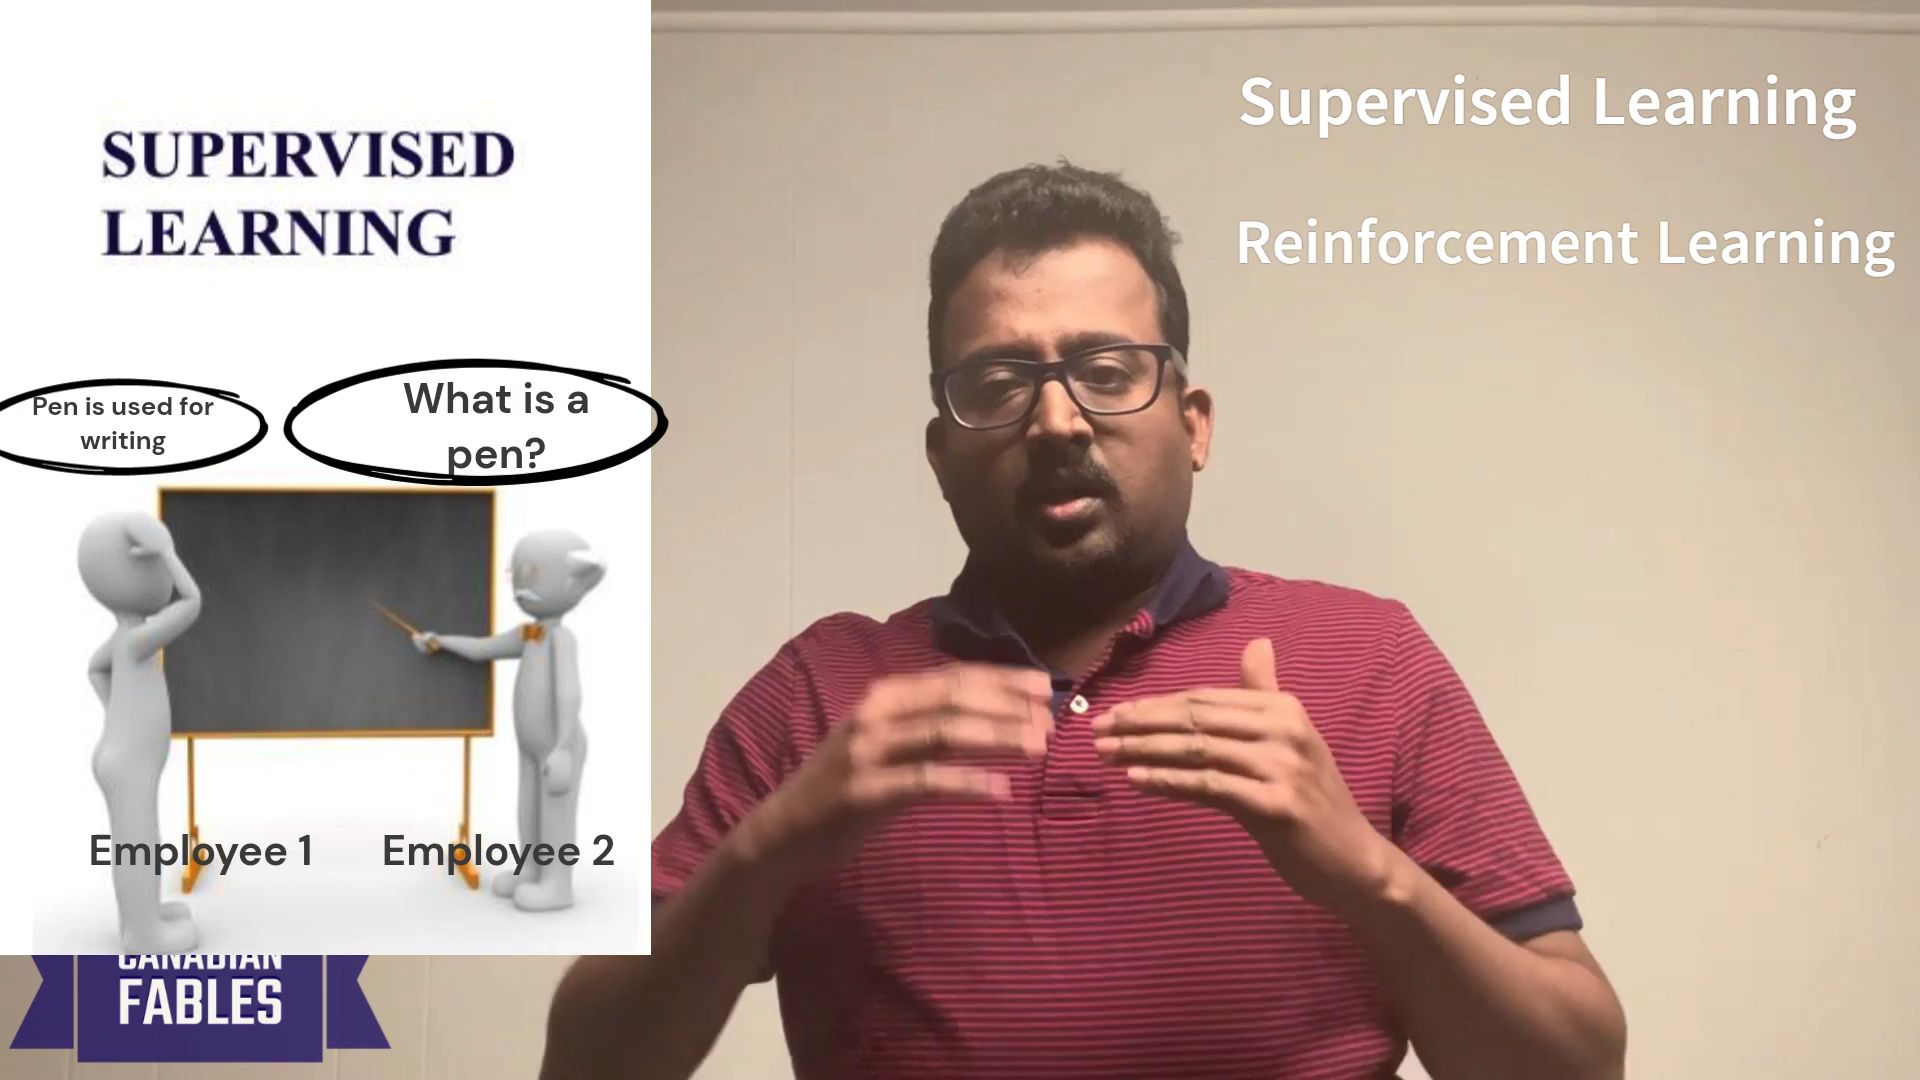 SUPERVISED
LEARNING
Pen is used for
writing
What is a
pen?
Employee 1
Employee 2
CANADIAN
FABLES
Supervised Learning
Reinforcement Learning